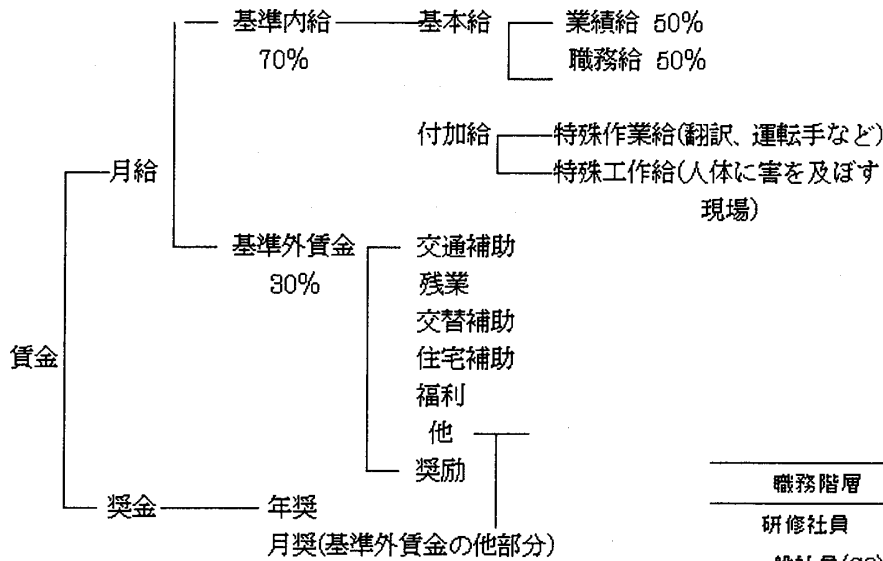 基準内給 基本給 業績給 50%
70% 職務給 50%
付加給 特殊作業給(翻訳、運転手など)
月給 特殊工作給(人体に害を及ぼす
現場)
基準外賃金 交通補助
30% 残業
交替補助
賃金 住宅補助
福利
他
奨励
職務階層
奨金 年奨
研修社員
月奨(基準外賃金の他部分)